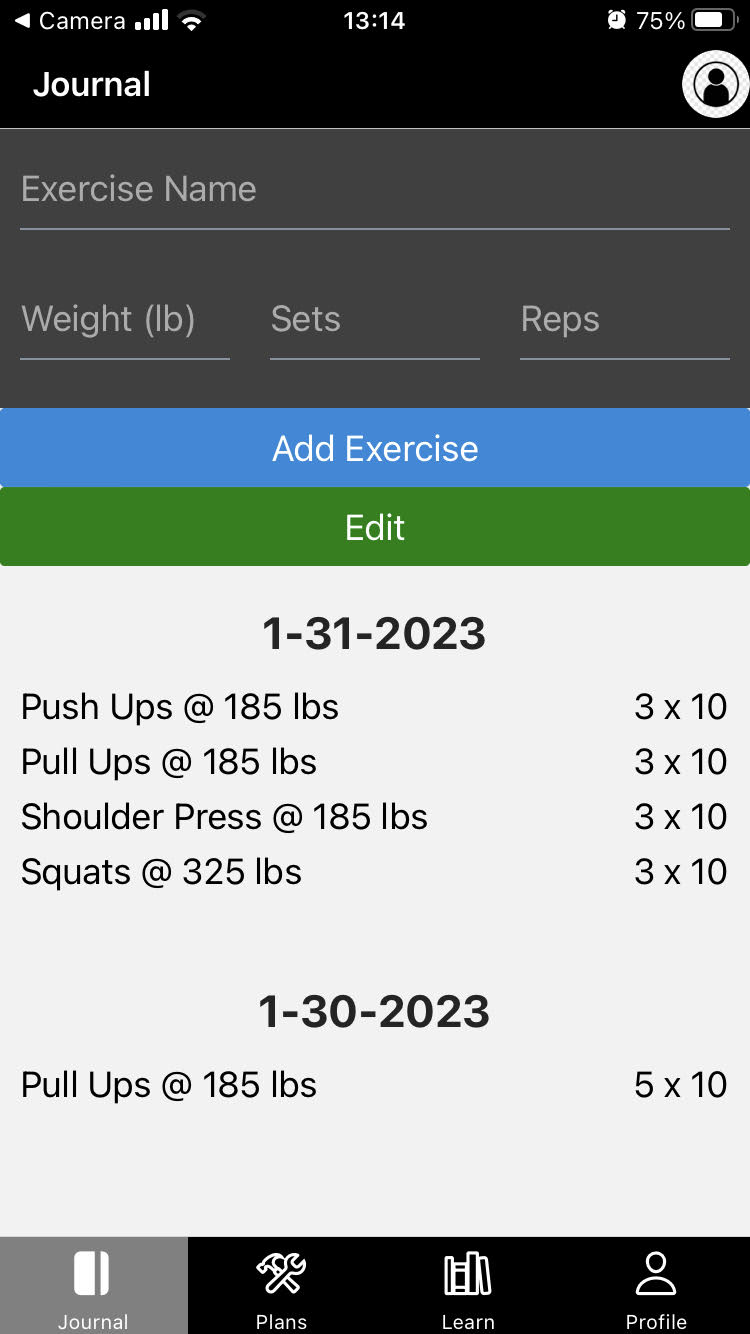 ◀ Camera 13:14 75%
Journal
Exercise Name
Weight (lb) Sets Reps
Add Exercise
Edit
1-31-2023
Push Ups @ 185 lbs 3 x 10
Pull Ups @ 185 lbs 3 x 10
Shoulder Press @ 185 lbs 3 x 10
Squats @ 325 lbs 3 x 10
1-30-2023
Pull Ups @ 185 lbs 5 x 10
Journal Plans Learn Profile